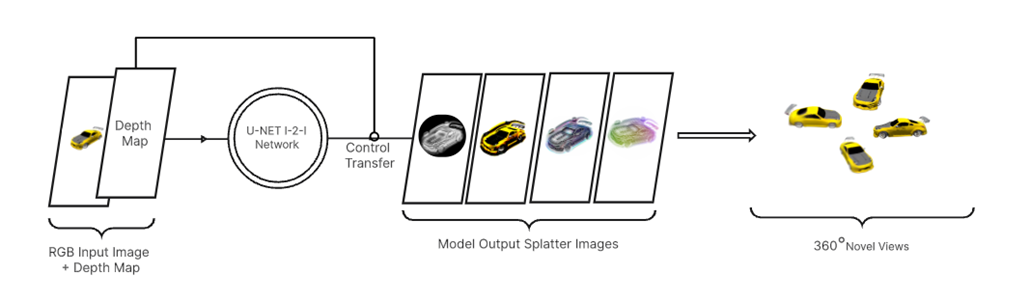 Depth
Map
U-NET I-2-I
Network
Control
Transfer
RGB Input Image
+ Depth Map
Model Output Splatter Images
360° Novel Views